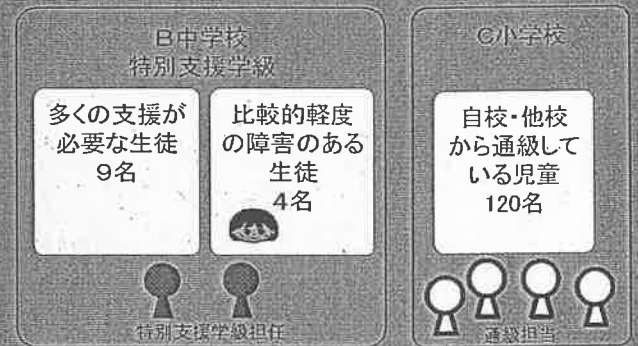 B中学校
特別支援学級
多くの支援が
必要な生徒
9名
比較的軽度
の障害のある
生徒
4名
特別支援学級担任
C小学校
自校・他校
から通級して
いる児童
120名
通級担当